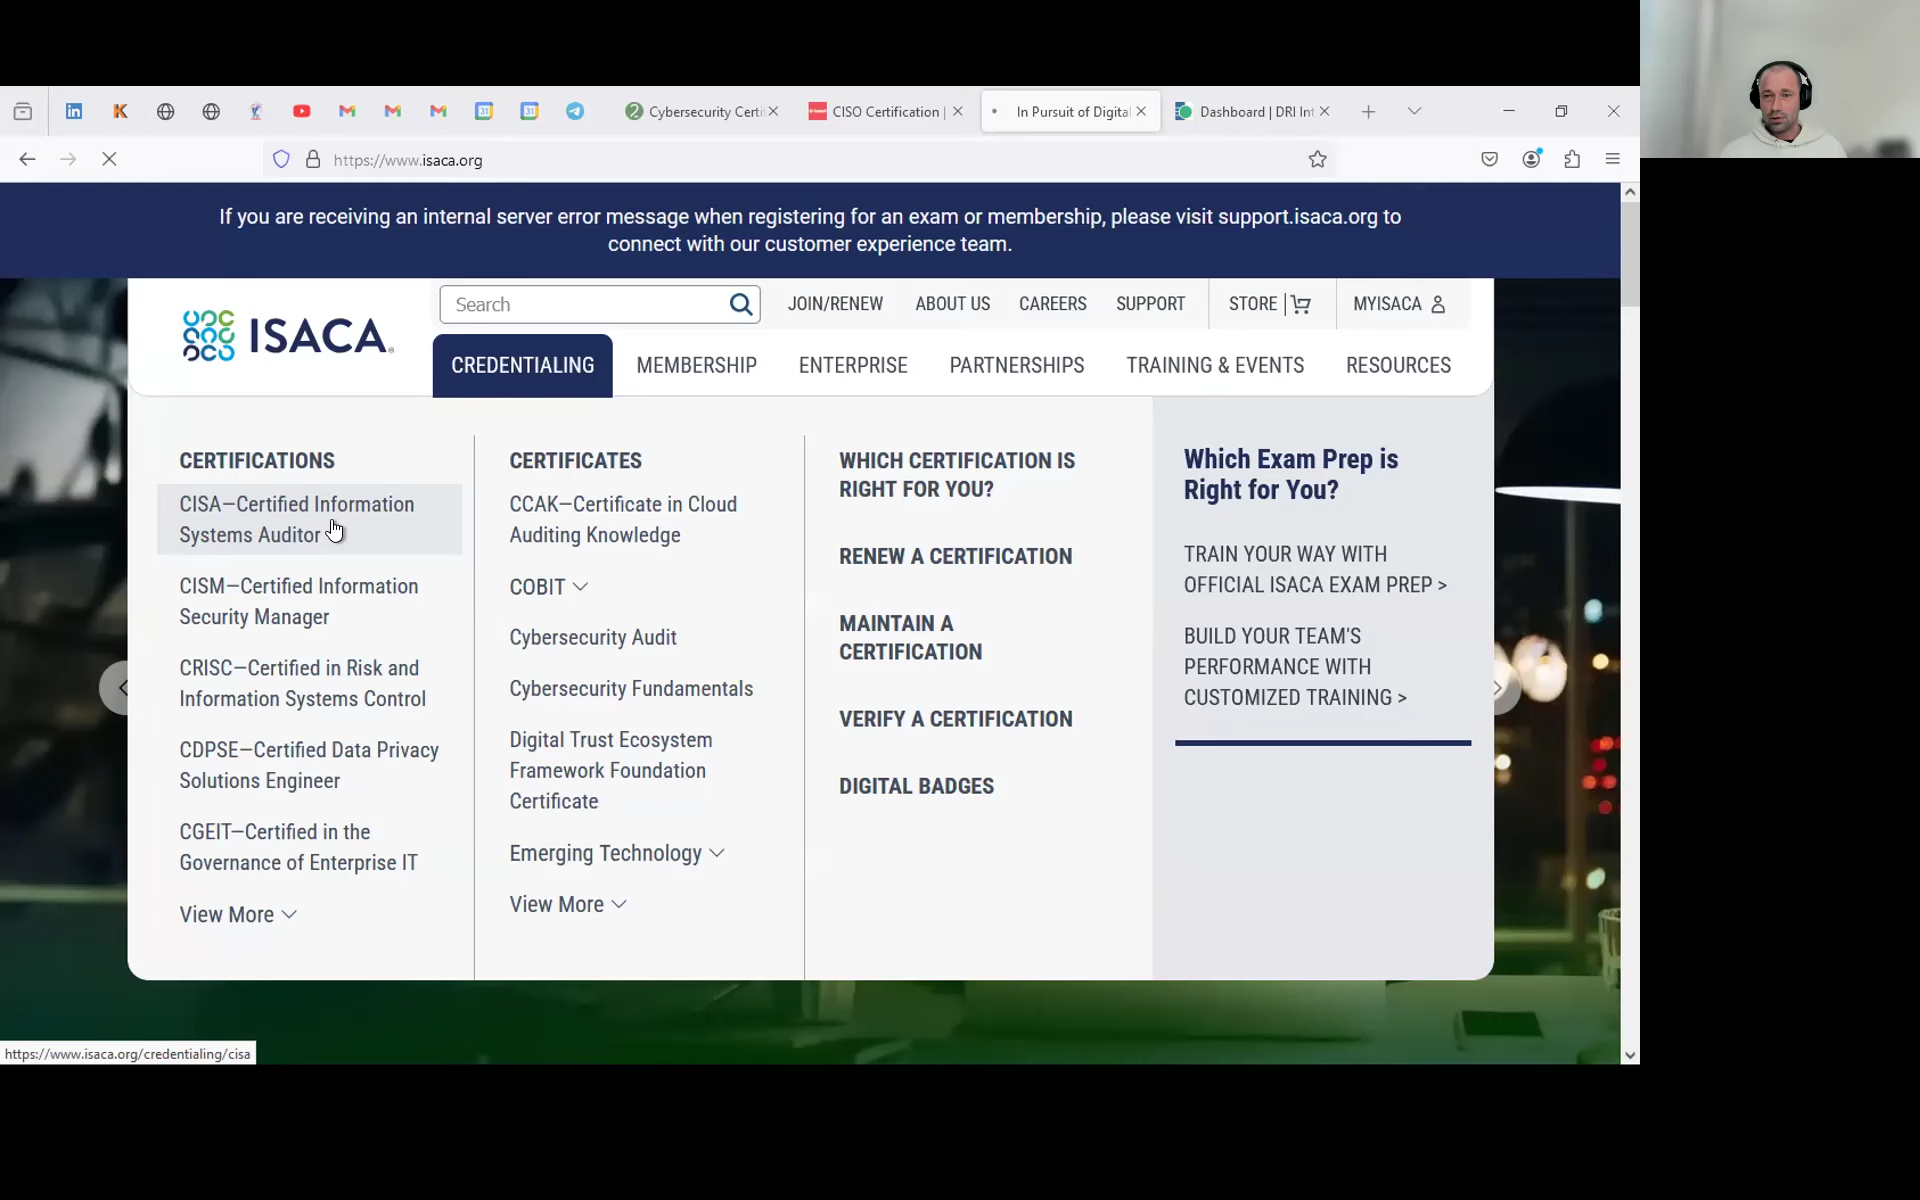 Cybersecurity Certif
CISO Certification |
In Pursuit of Digital
Dashboard | DRI Int
https://www.isaca.org
If you are receiving an internal server error message when registering for an exam or membership, please visit support.isaca.org to
connect with our customer experience team.
ISACA
Search
JOIN/RENEW
ABOUT US
CAREERS
SUPPORT
STORE
MYISACA
CREDENTIALING
MEMBERSHIP
ENTERPRISE
PARTNERSHIPS
TRAINING & EVENTS
RESOURCES
CERTIFICATIONS
CISA—Certified Information
Systems Auditor
CISM—Certified Information
Security Manager
CRISC—Certified in Risk and
Information Systems Control
CDPSE—Certified Data Privacy
Solutions Engineer
CGEIT—Certified in the
Governance of Enterprise IT
View More
CERTIFICATES
CCAK—Certificate in Cloud
Auditing Knowledge
COBIT
Cybersecurity Audit
Cybersecurity Fundamentals
Digital Trust Ecosystem
Framework Foundation
Certificate
Emerging Technology
View More
WHICH CERTIFICATION IS
RIGHT FOR YOU?
RENEW A CERTIFICATION
MAINTAIN A
CERTIFICATION
VERIFY A CERTIFICATION
DIGITAL BADGES
Which Exam Prep is
Right for You?
TRAIN YOUR WAY WITH
OFFICIAL ISACA EXAM PREP >
BUILD YOUR TEAM'S
PERFORMANCE WITH
CUSTOMIZED TRAINING >
https://www.isaca.org/credentialing/cisa